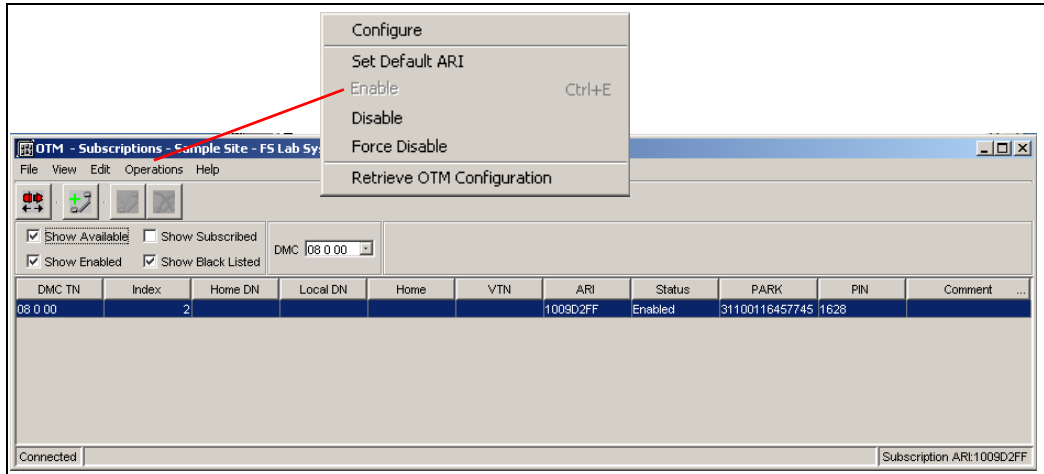 Configure
Set Default ARI
Enable Ctrl+E
Disable
Force Disable
Retrieve OTM Configuration
OTM - Subscriptions - Sample Site - FS Lab Sy
File View Edit Operations Help
Show Available Show Subscribed
DMC 08 0 00
Show Enabled Show Black Listed
DMC TN Index Home DN Local DN Home VTN ARI Status PARK PIN Comment ...
08 0 00 2 1009D2FF Enabled 31100116457745 1628
Connected Subscription ARI:1009D2FF